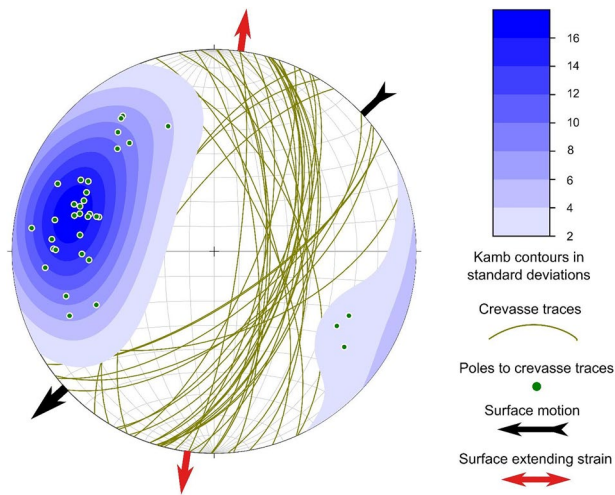 16
14
12
10
8
6
4
2
Kamb contours in
standard deviations
Crevasse traces
Poles to crevasse traces
Surface motion
Surface extending strain